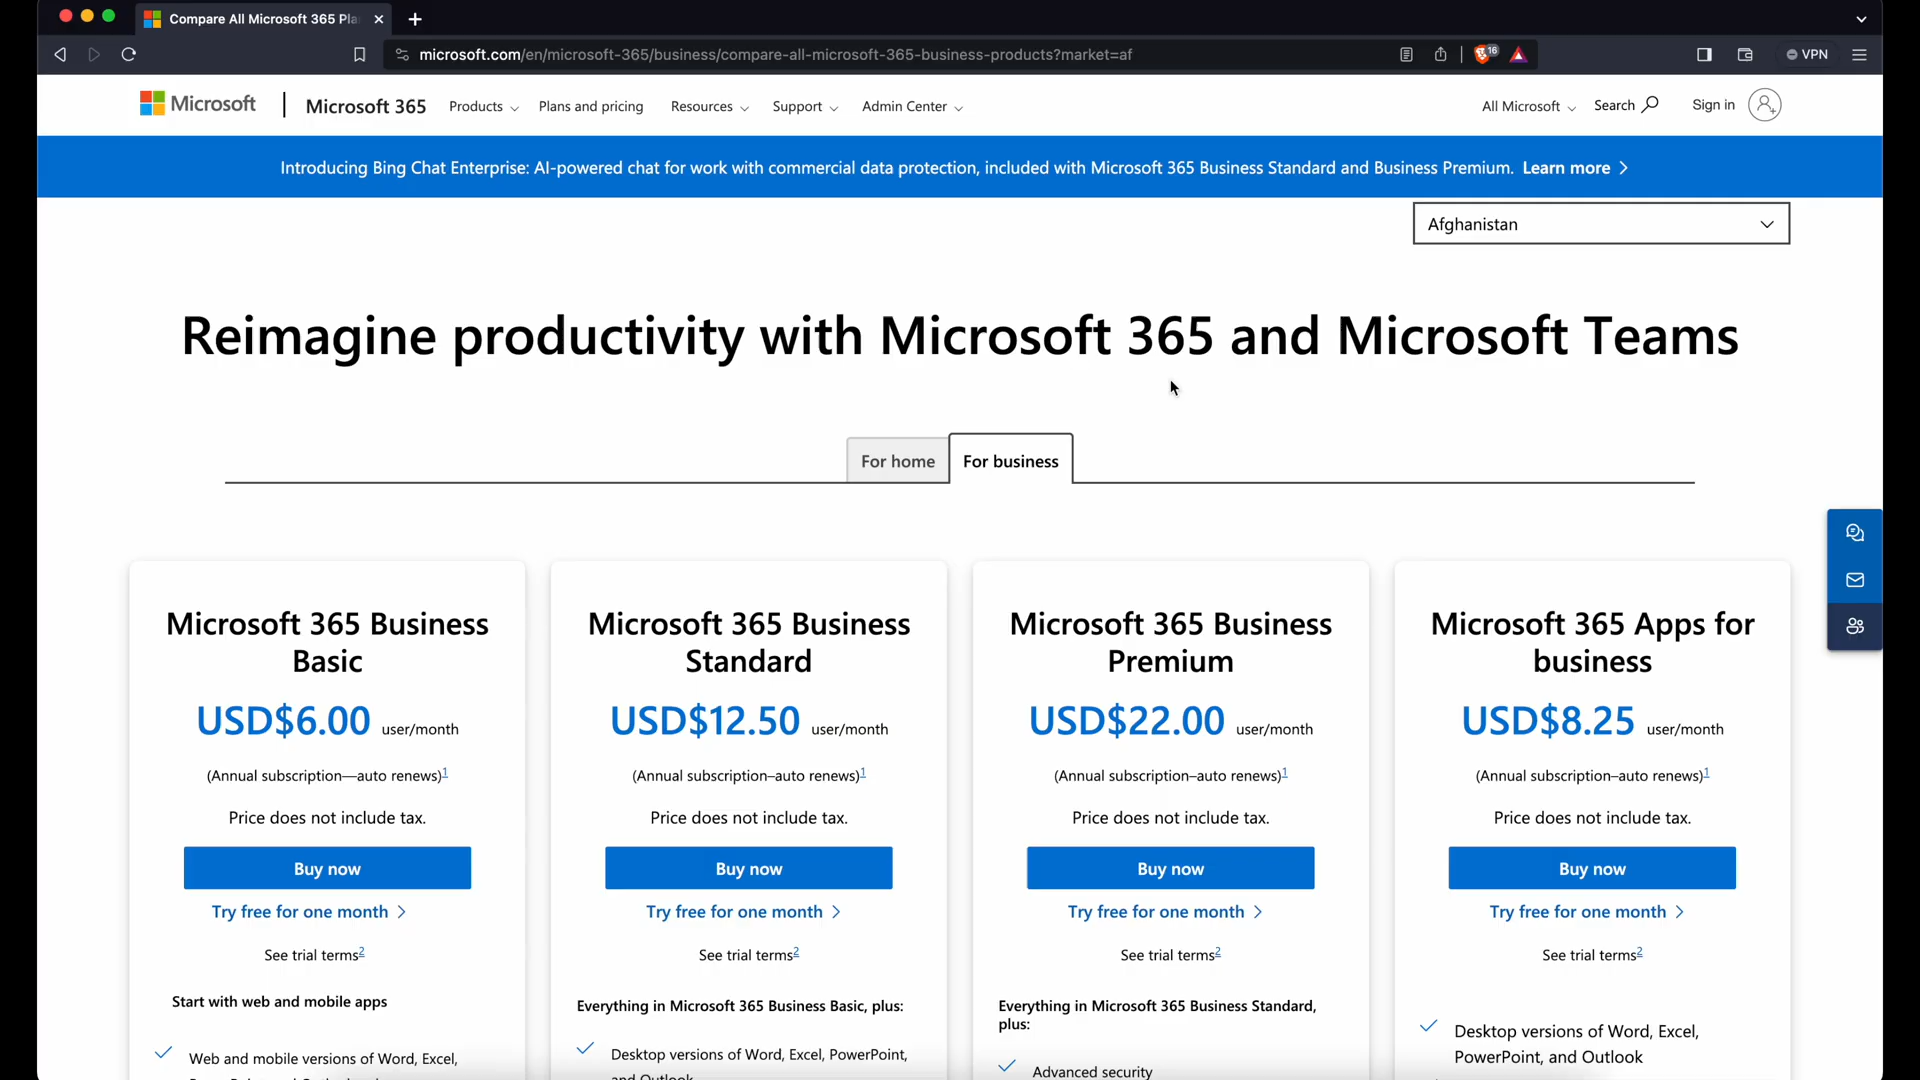 Compare All Microsoft 365 Pla
microsoft.com/en/microsoft-365/business/compare-all-microsoft-365-business-products?market=af
16
VPN
Microsoft
Microsoft 365
Products
Plans and pricing
Resources
Support
Admin Center
All Microsoft
Search
Sign in
Introducing Bing Chat Enterprise: AI-powered chat for work with commercial data protection, included with Microsoft 365 Business Standard and Business Premium. Learn more
Afghanistan
Reimagine productivity with Microsoft 365 and Microsoft Teams
For home
For business
Microsoft 365 Business
Basic
USD$6.00 user/month
(Annual subscription—auto renews)1
Price does not include tax.
Buy now
Try free for one month
See trial terms2
Start with web and mobile apps
Web and mobile versions of Word, Excel,
Microsoft 365 Business
Standard
USD$12.50 user/month
(Annual subscription–auto renews)1
Price does not include tax.
Buy now
Try free for one month
See trial terms2
Everything in Microsoft 365 Business Basic, plus:
Desktop versions of Word, Excel, PowerPoint,
and Outlook
Microsoft 365 Business
Premium
USD$22.00 user/month
(Annual subscription–auto renews)1
Price does not include tax.
Buy now
Try free for one month
See trial terms2
Everything in Microsoft 365 Business Standard,
plus:
Advanced security
Microsoft 365 Apps for
business
USD$8.25 user/month
(Annual subscription–auto renews)1
Price does not include tax.
Buy now
Try free for one month
See trial terms2
Desktop versions of Word, Excel,
PowerPoint, and Outlook